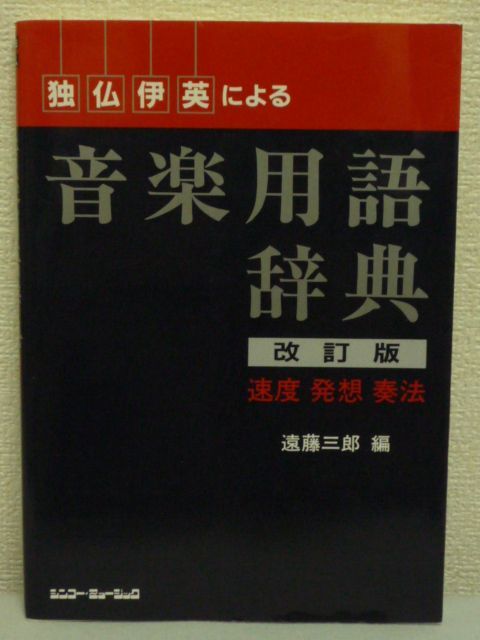 独仏伊英による
音楽用語
辞典
改訂版
速度 発想 奏法
遠藤三郎 編
シンコー・ミュージック